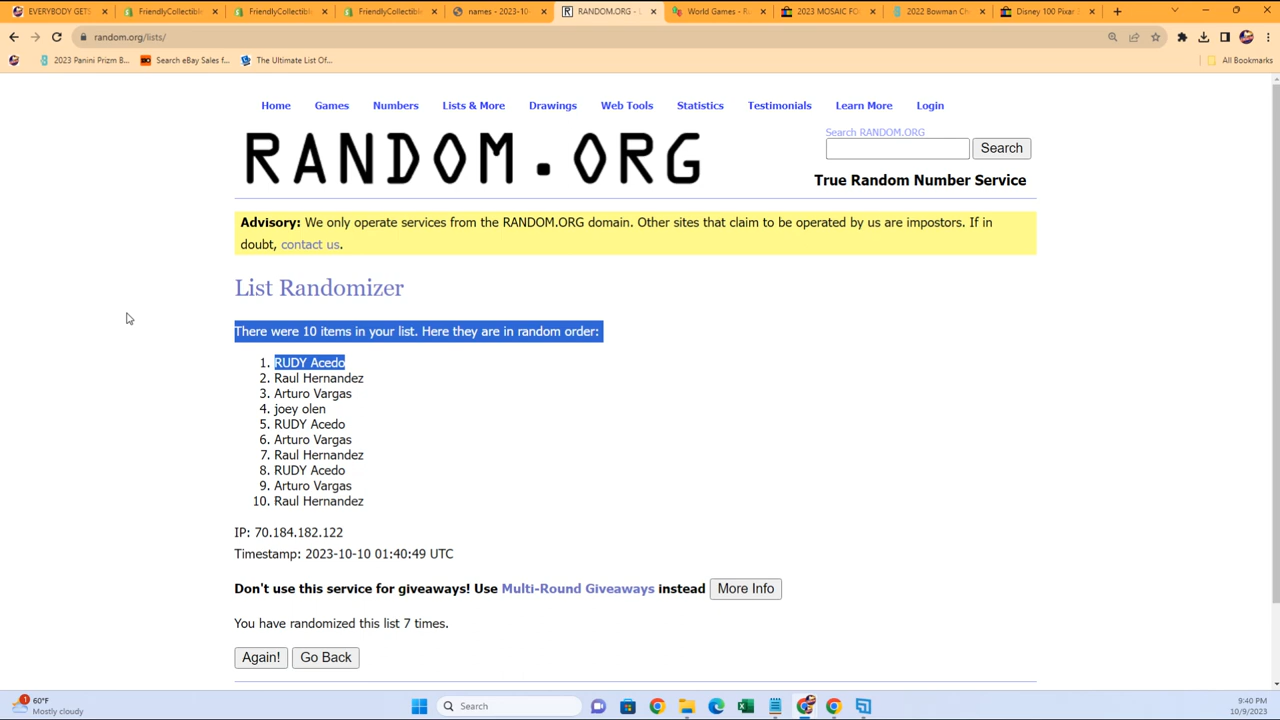 EVERYBODY GETS
FriendlyCollectible
FriendlyCollectible
FriendlyCollectible
names - 2023-10
RANDOM.ORG - L
World Games - R
2023 MOSAIC FO
2022 Bowman Ch
Disney 100 Pixar
random.org/lists/
2023 Panini Prizm B...
Search eBay Sales f...
The Ultimate List Of...
All Bookmarks
Home Games Numbers Lists & More Drawings Web Tools Statistics Testimonials Learn More Login
RANDOM.ORG
Search RANDOM.ORG
Search
True Random Number Service
Advisory: We only operate services from the RANDOM.ORG domain. Other sites that claim to be operated by us are impostors. If in
doubt, contact us.
List Randomizer
There were 10 items in your list. Here they are in random order:
1. RUDY Acedo
2. Raul Hernandez
3. Arturo Vargas
4. joey olen
5. RUDY Acedo
6. Arturo Vargas
7. Raul Hernandez
8. RUDY Acedo
9. Arturo Vargas
10. Raul Hernandez
IP: 70.184.182.122
Timestamp: 2023-10-10 01:40:49 UTC
Don't use this service for giveaways! Use Multi-Round Giveaways instead More Info
You have randomized this list 7 times.
Again! Go Back
1
60°F
Mostly cloudy
Search
9:40 PM
10/9/2023